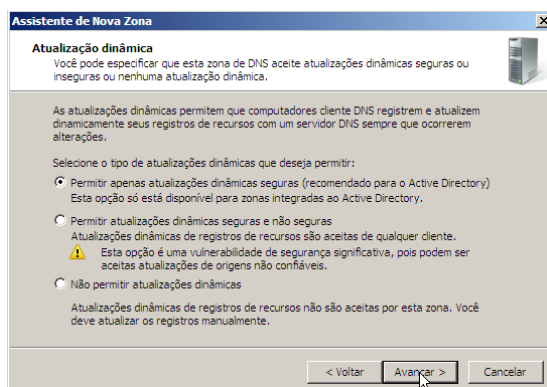 Assistente de Nova Zona
Atualização dinâmica
Você pode especificar que esta zona de DNS aceite atualizações dinâmicas seguras ou
inseguras ou nenhuma atualização dinâmica.
As atualizações dinâmicas permitem que computadores cliente DNS registrem e atualizem
dinamicamente seus registros de recursos com um servidor DNS sempre que ocorrerem
alterações.
Selecione o tipo de atualizações dinâmicas que deseja permitir:
Permitir apenas atualizações dinâmicas seguras (recomendado para o Active Directory)
Esta opção só está disponível para zonas integradas ao Active Directory.
Permitir atualizações dinâmicas seguras e não seguras
Atualizações dinâmicas de registros de recursos são aceitas de qualquer cliente.
Esta opção é uma vulnerabilidade de segurança significativa, pois podem ser
aceitas atualizações de origens não confiáveis.
Não permitir atualizações dinâmicas
Atualizações dinâmicas de registros de recursos não são aceitas por esta zona. Você
deve atualizar os registros manualmente.
< Voltar
Avançar >
Cancelar